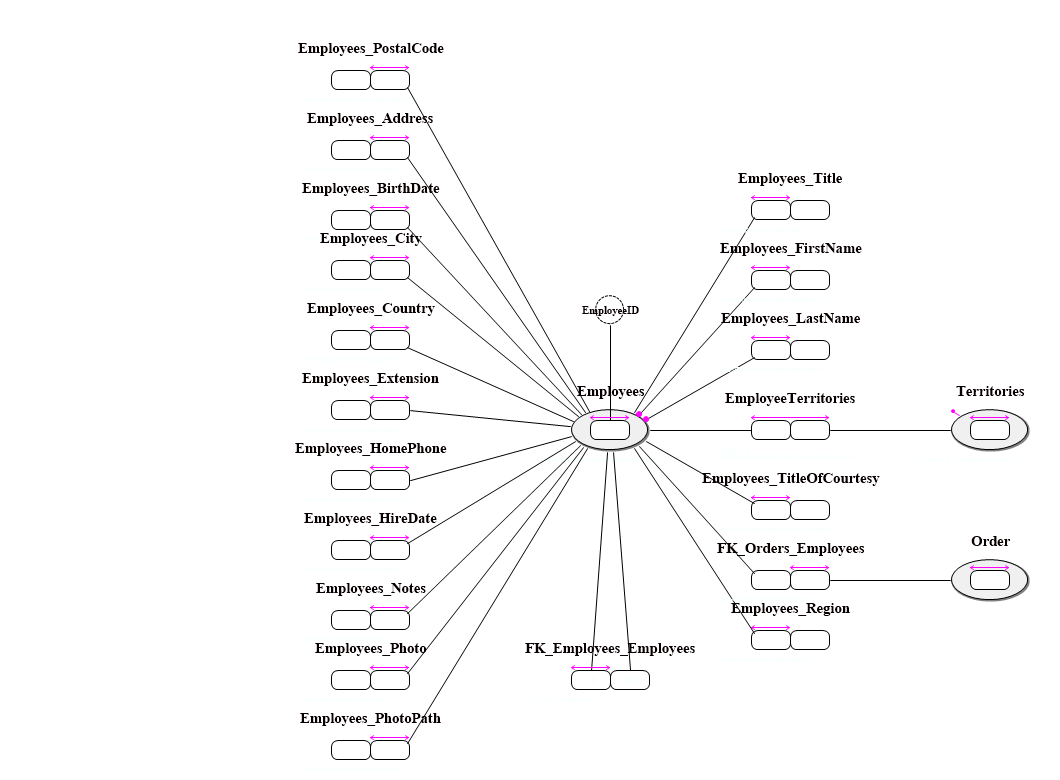 Employees_PostalCode
Employees_Address
Employees_BirthDate
Employees_City
Employees_Country
Employees_Extension
Employees_HomePhone
Employees_HireDate
Employees_Notes
Employees_Photo
Employees_PhotoPath
EmployeeID
Employees
FK_Employees_Employees
Employees_Title
Employees_FirstName
Employees_LastName
EmployeeTerritories
Employees_TitleOfCourtesy
FK_Orders_Employees
Employees_Region
Territories
Order